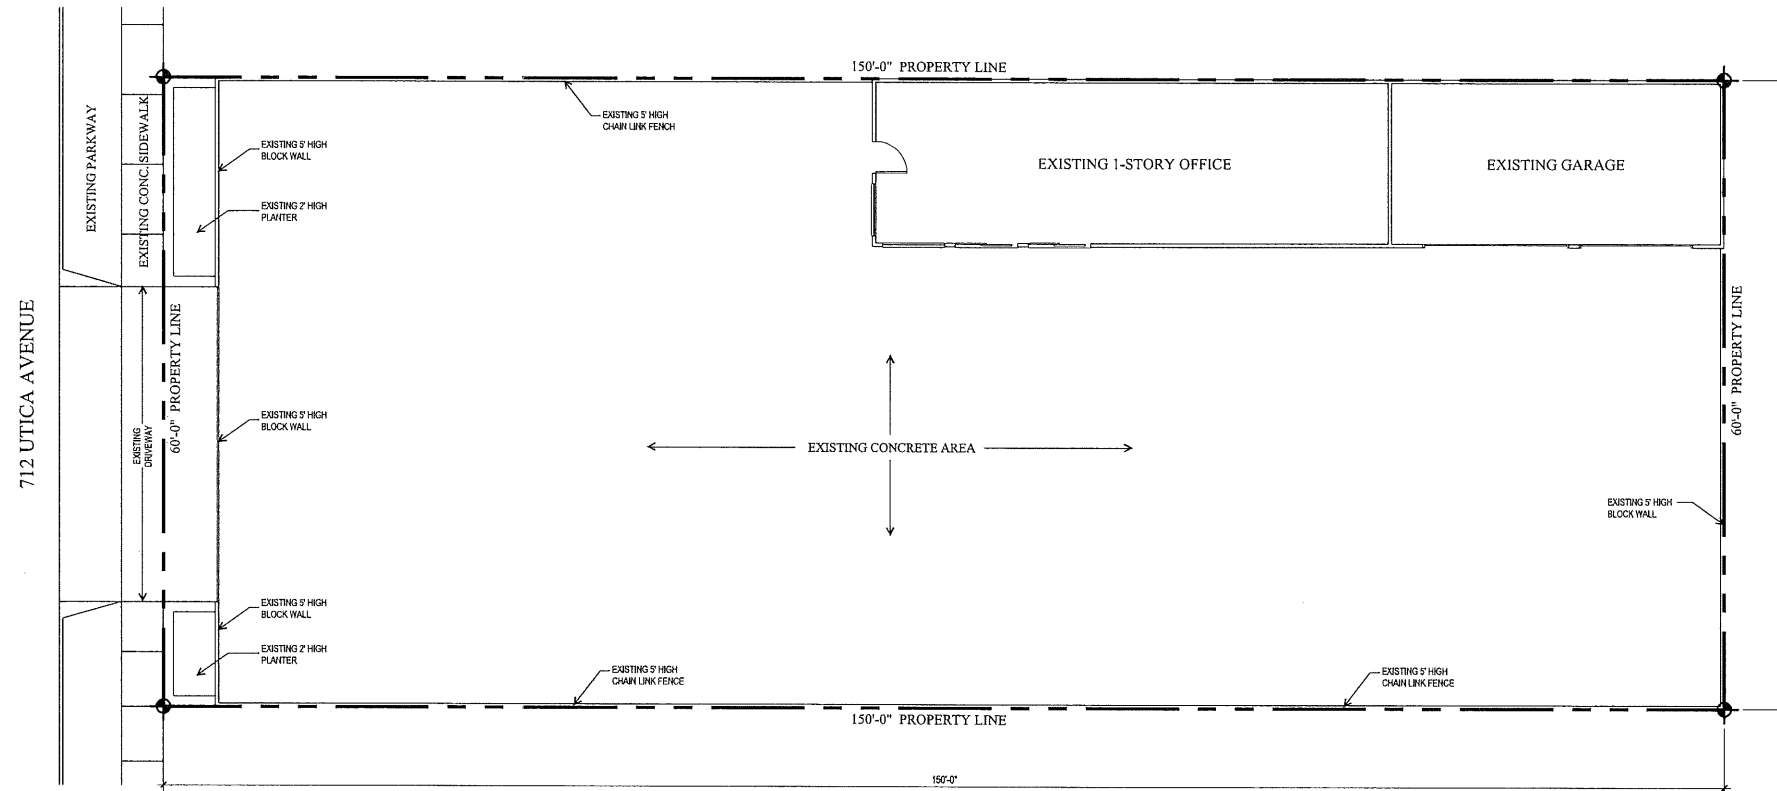 150'-0" PROPERTY LINE
EXISTING 5' HIGH
CHAIN LINK FENCH
EXISTING PARKWAY
EXISTING CONC. SIDEWALK
EXISTING 5' HIGH
BLOCK WALL
EXISTING 1-STORY OFFICE
EXISTING GARAGE
EXISTING 2' HIGH
PLANTER
712 UTICA AVENUE
60'-0" PROPERTY LINE
60'-0" PROPERTY LINE
EXISTING
DRIVEWAY
EXISTING 5' HIGH
BLOCK WALL
EXISTING CONCRETE AREA
EXISTING 5' HIGH
BLOCK WALL
EXISTING 5' HIGH
BLOCK WALL
EXISTING 2' HIGH
PLANTER
EXISTING 5' HIGH
CHAIN LINK FENCE
EXISTING 5' HIGH
CHAIN LINK FENCE
150'-0" PROPERTY LINE
150'-0"